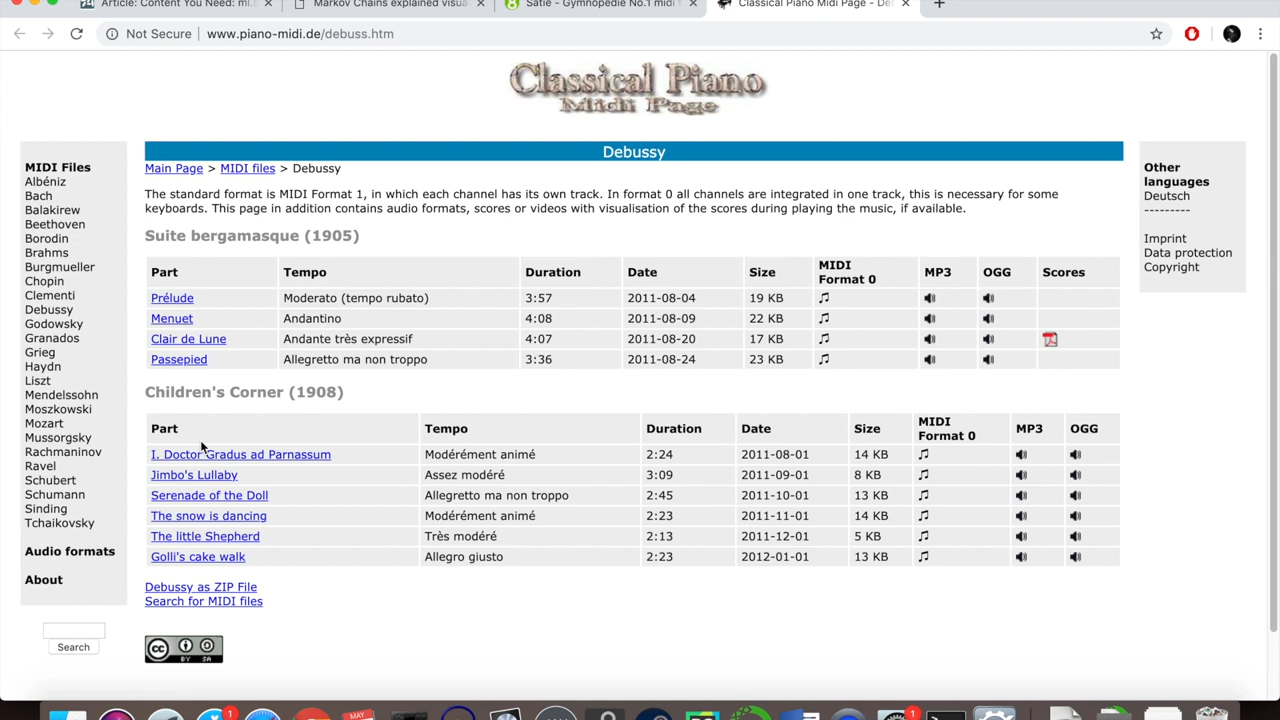 Article: Content You Need: ml.s
Markov Chains explained visua
Satie - Gymnopedie No.1 midi f
Classical Piano Midi Page - De
Not Secure www.piano-midi.de/debuss.htm
Classical Piano
Midi Page
MIDI Files
Albéniz
Bach
Balakirew
Beethoven
Borodin
Brahms
Burgmueller
Chopin
Clementi
Debussy
Godowsky
Granados
Grieg
Haydn
Liszt
Mendelssohn
Moszkowski
Mozart
Mussorgsky
Rachmaninov
Ravel
Schubert
Schumann
Sinding
Tchaikovsky
Audio formats
About
Search
Debussy
Main Page > MIDI files > Debussy
The standard format is MIDI Format 1, in which each channel has its own track. In format 0 all channels are integrated in one track, this is necessary for some
keyboards. This page in addition contains audio formats, scores or videos with visualisation of the scores during playing the music, if available.
Suite bergamasque (1905)
Part Tempo Duration Date Size MIDI Format 0 MP3 OGG Scores
Prélude Moderato (tempo rubato) 3:57 2011-08-04 19 KB
Menuet Andantino 4:08 2011-08-09 22 KB
Clair de Lune Andante très expressif 4:07 2011-08-20 17 KB
Passepied Allegretto ma non troppo 3:36 2011-08-24 23 KB
Children's Corner (1908)
Part Tempo Duration Date Size MIDI Format 0 MP3 OGG
I. Doctor Gradus ad Parnassum Modérément animé 2:24 2011-08-01 14 KB
Jimbo's Lullaby Assez modéré 3:09 2011-09-01 8 KB
Serenade of the Doll Allegretto ma non troppo 2:45 2011-10-01 13 KB
The snow is dancing Modérément animé 2:23 2011-11-01 14 KB
The little Shepherd Très modéré 2:13 2011-12-01 5 KB
Golli's cake walk Allegro giusto 2:23 2012-01-01 13 KB
Debussy as ZIP File
Search for MIDI files
cc BY SA
Other
languages
Deutsch
---------
Imprint
Data protection
Copyright
1
MAY
1